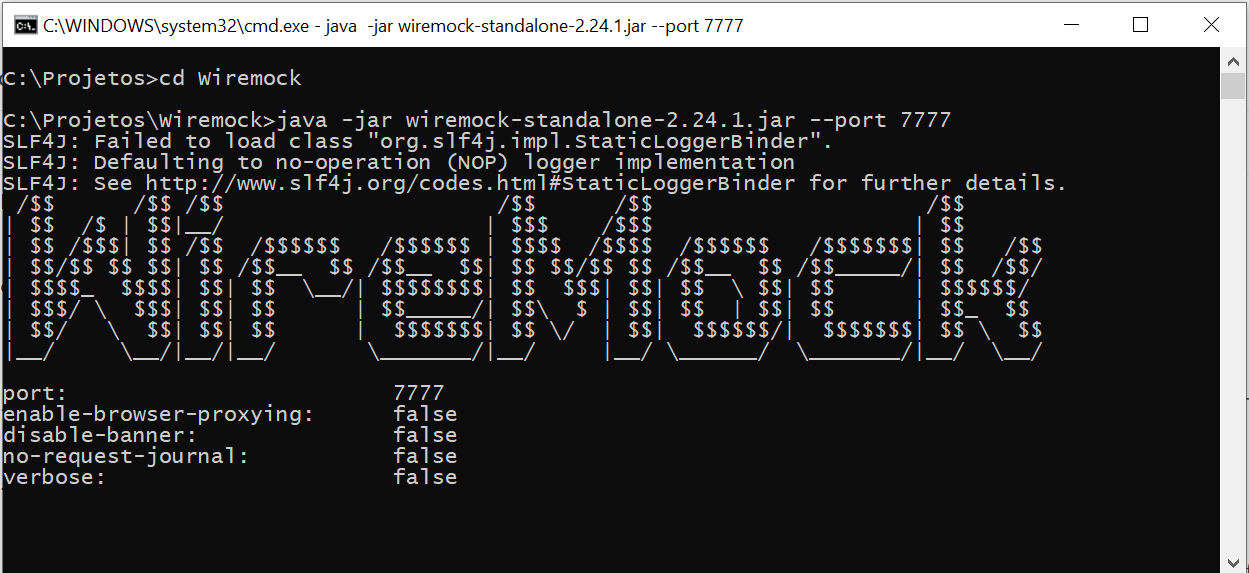 C:\WINDOWS\system32\cmd.exe - java  -jar wiremock-standalone-2.24.1.jar --port 7777
C:\Projetos>cd Wiremock
C:\Projetos\Wiremock>java -jar wiremock-standalone-2.24.1.jar --port 7777
SLF4J: Failed to load class "org.slf4j.impl.StaticLoggerBinder".
SLF4J: Defaulting to no-operation (NOP) logger implementation
SLF4J: See http://www.slf4j.org/codes.html#StaticLoggerBinder for further details.
WireMock
port:                         7777
enable-browser-proxying:      false
disable-banner:               false
no-request-journal:           false
verbose:                      false